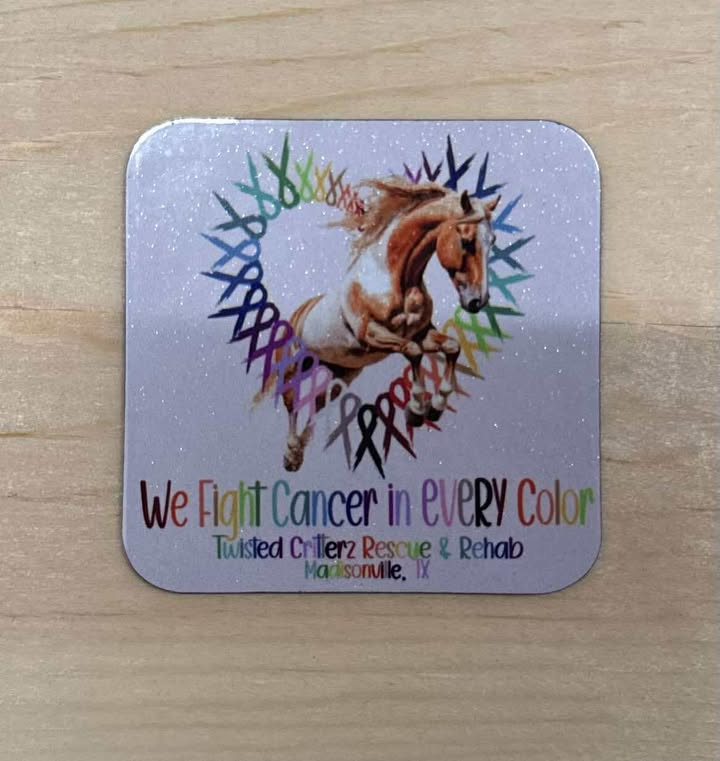 We Fight Cancer in EVERY Color
Twisted Critterz Rescue & Rehab
Madisonville, TX